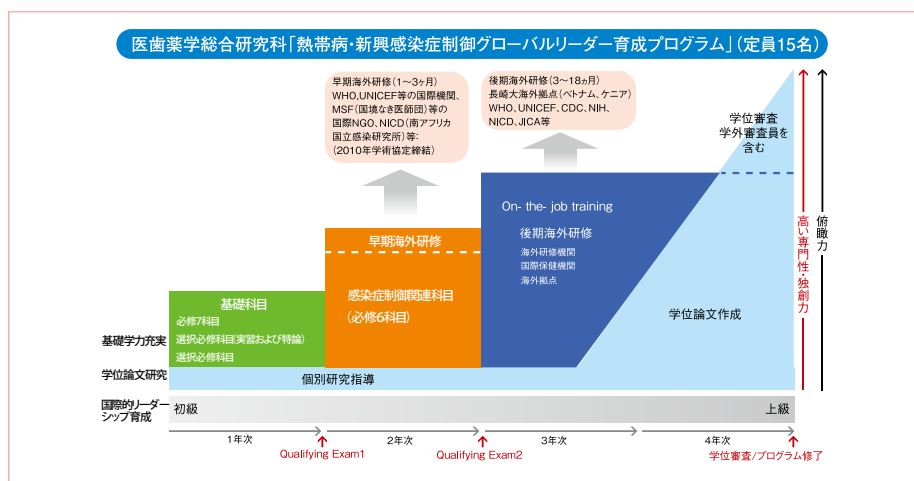 医歯薬学総合研究科「熱帯病・新興感染症制御グローバルリーダー育成プログラム」(定員15名)
早期海外研修(1〜3ヶ月)
WHO,UNICEF等の国際機関、
MSF(国境なき医師団)等の
国際NGO、NICD(南アフリカ
国立感染研究所)等:
(2010年学術協定締結)
後期海外研修(3〜18ヵ月)
長崎大海外拠点(ベトナム、ケニア)
WHO、UNICEF、CDC、NIH、
NICD、JICA等
学位審査
学外審査員を
含む
On- the- job training
後期海外研修
海外研修機関
国際保健機関
海外拠点
早期海外研修
感染症制御関連科目
(必修6科目)
基礎科目
必修7科目
選択必修科目(実習および特論)
選択必修科目
学位論文作成
高い専門性・独創力
俯瞰力
基礎学力充実
学位論文研究
個別研究指導
国際的リーダー
シップ育成
初級
上級
1年次
2年次
3年次
4年次
Qualifying Exam1
Qualifying Exam2
学位審査/プログラム修了